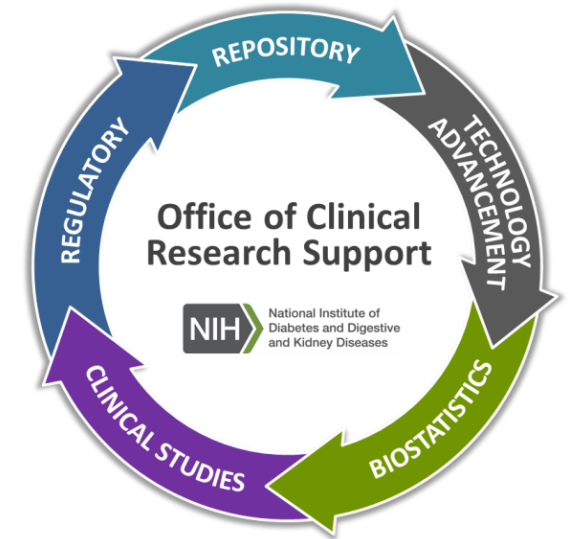 REPOSITORY
TECHNOLOGY
ADVANCEMENT
BIOSTATISTICS
CLINICAL STUDIES
REGULATORY
Office of Clinical
Research Support
NIH
National Institute of
Diabetes and Digestive
and Kidney Diseases